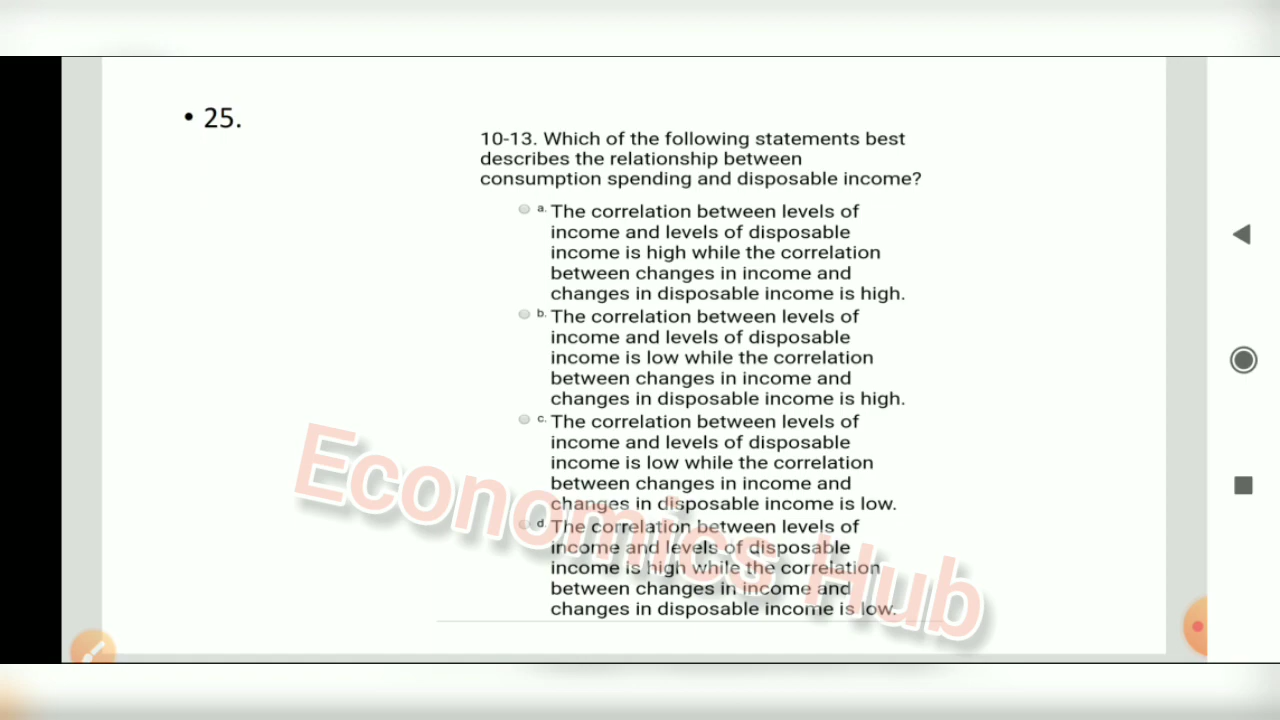 • 25.
10-13. Which of the following statements best
describes the relationship between
consumption spending and disposable income?
a. The correlation between levels of
income and levels of disposable
income is high while the correlation
between changes in income and
changes in disposable income is high.
b. The correlation between levels of
income and levels of disposable
income is low while the correlation
between changes in income and
changes in disposable income is high.
c. The correlation between levels of
income and levels of disposable
income is low while the correlation
between changes in income and
changes in disposable income is low.
d. The correlation between levels of
income and levels of disposable
income is high while the correlation
between changes in income and
changes in disposable income is low.
Economics Hub